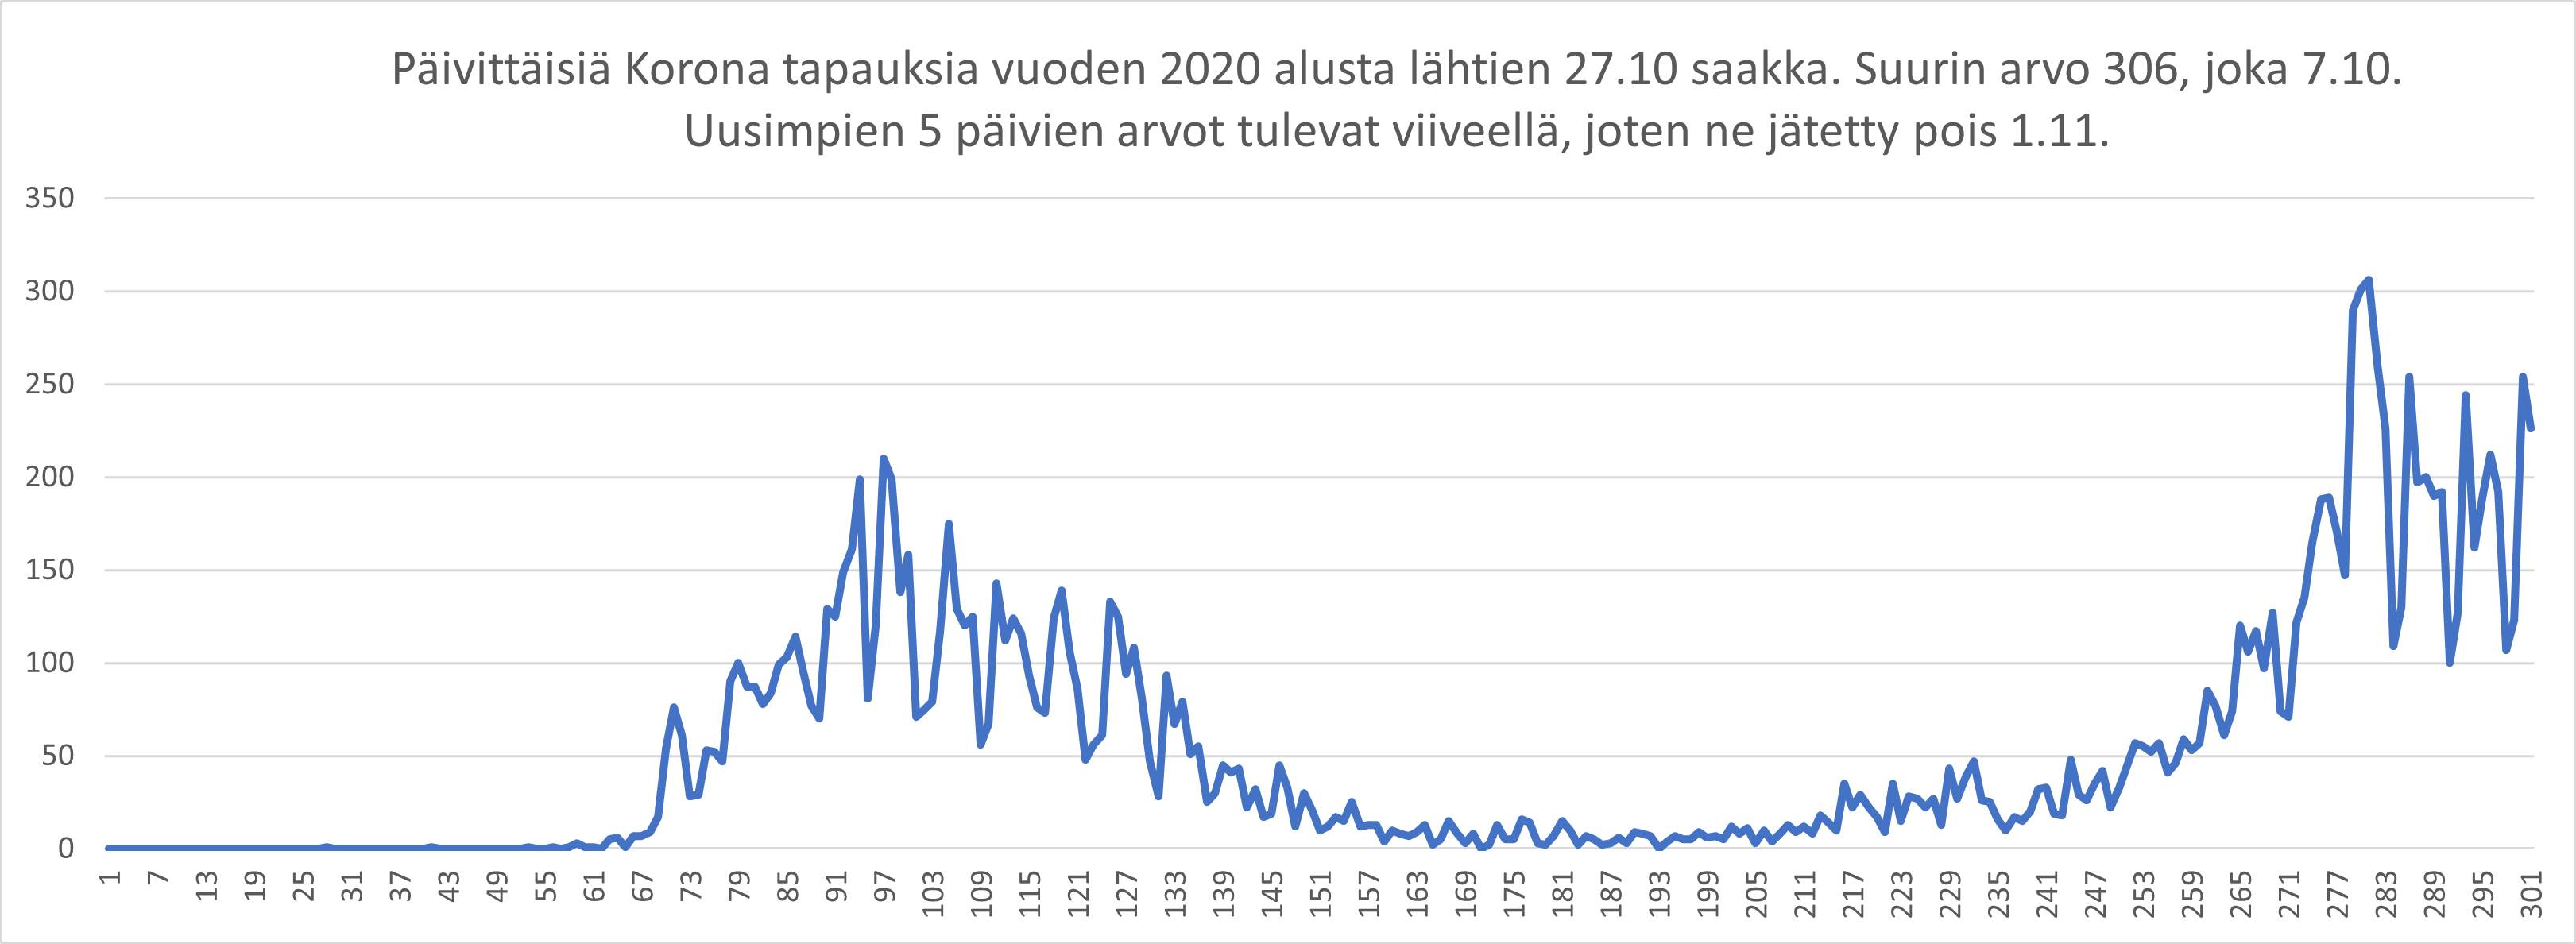 Päivittäisiä Korona tapauksia vuoden 2020 alusta lähtien 27.10 saakka. Suurin arvo 306, joka 7.10.
Uusimpien 5 päivien arvot tulevat viiveellä, joten ne jätetty pois 1.11.
350
300
250
200
150
100
50
0
1 7 13 19 25 31 37 43 49 55 61 67 73 79 85 91 97 103 109 115 121 127 133 139 145 151 157 163 169 175 181 187 193 199 205 211 217 223 229 235 241 247 253 259 265 271 277 283 289 295 301